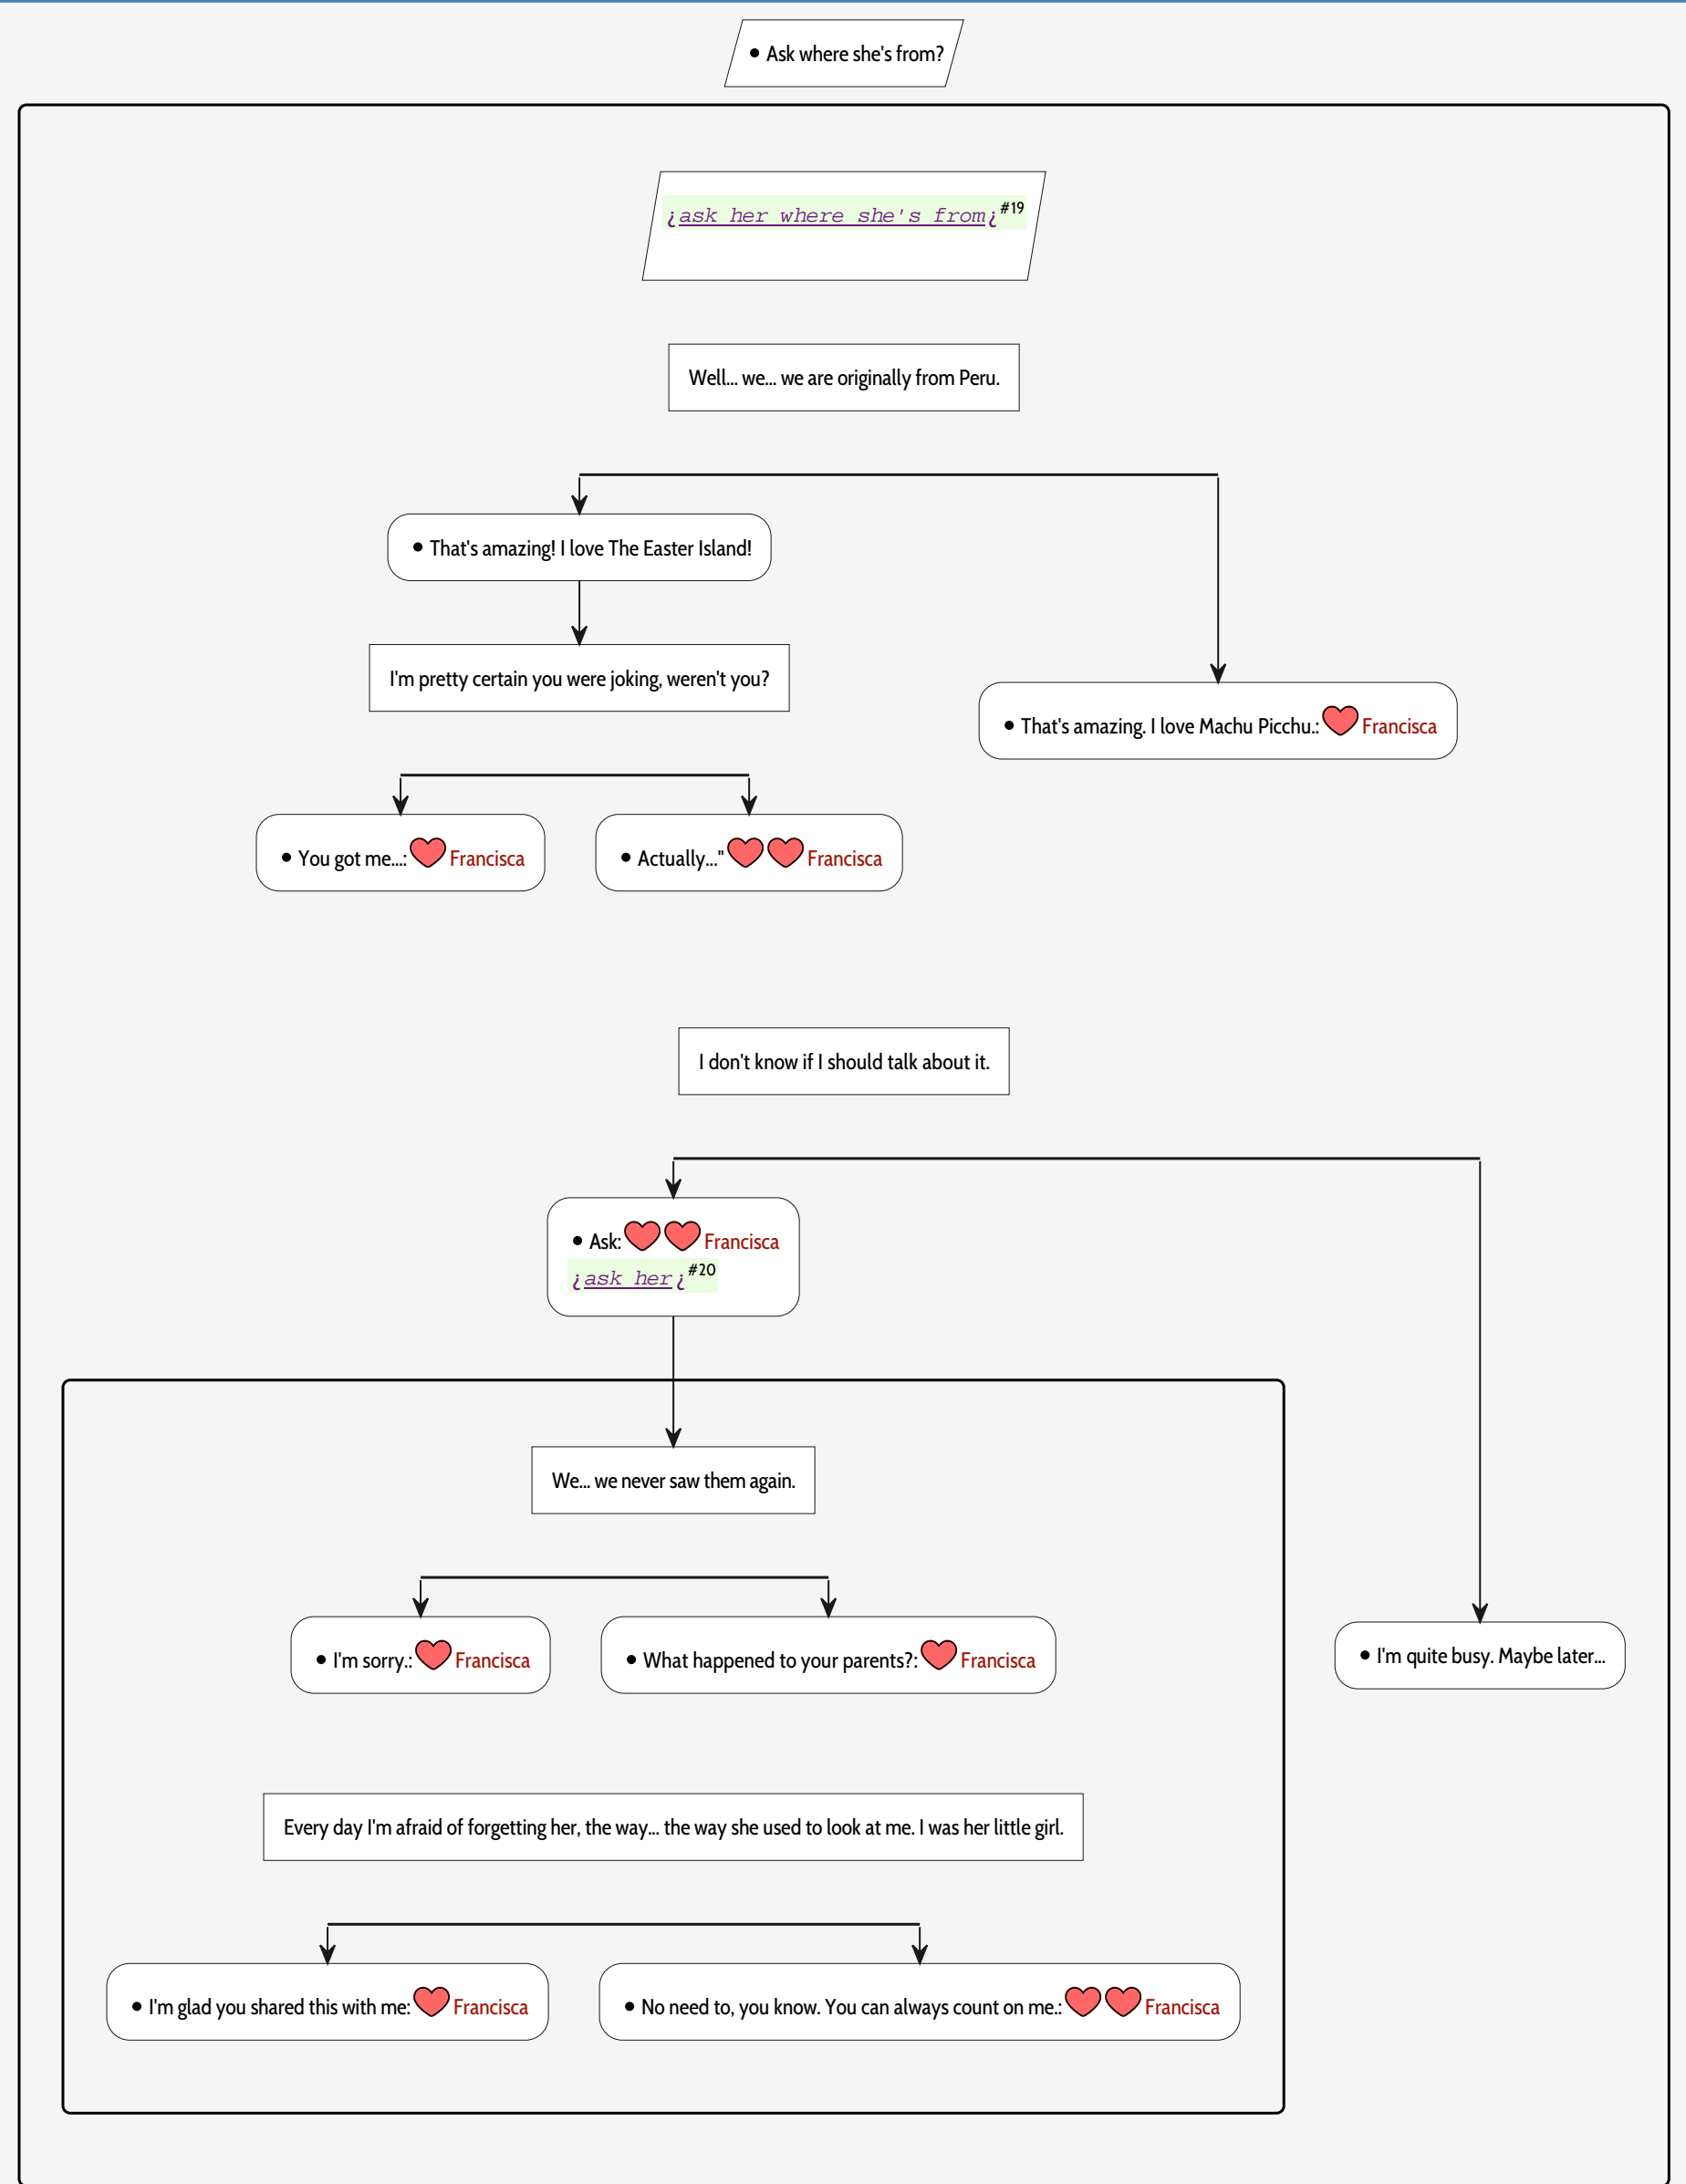 • Ask where she's from?
¿ask her where she's from¿#19
Well... we... we are originally from Peru.
• That's amazing! I love The Easter Island!
I'm pretty certain you were joking, weren't you?
• That's amazing. I love Machu Picchu.: Francisca
• You got me...: Francisca
• Actually..." Francisca
I don't know if I should talk about it.
• Ask: Francisca
¿ask her¿#20
We... we never saw them again.
• I'm sorry.: Francisca
• What happened to your parents?: Francisca
• I'm quite busy. Maybe later...
Every day I'm afraid of forgetting her, the way... the way she used to look at me. I was her little girl.
• I'm glad you shared this with me: Francisca
• No need to, you know. You can always count on me.: Francisca